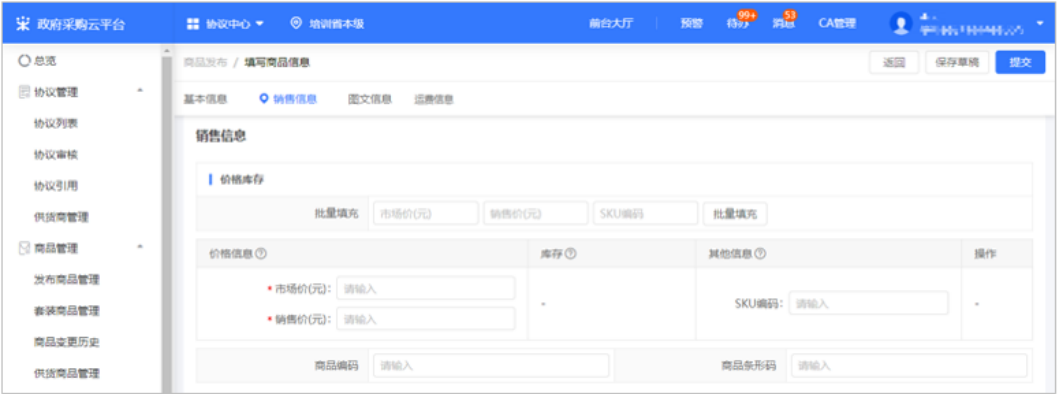 政府采购云平台 协议中心 培训省本级 前台大厅 预警 待办 99+ 消息 53 CA管理
总览
商品发布 / 填写商品信息 返回 保存草稿 提交
协议管理
基本信息 销售信息 图文信息 运费信息
协议列表
销售信息
协议审核
价格库存
协议引用
供货商管理
批量填充 市场价(元) 销售价(元) SKU编码 批量填充
商品管理
价格信息 库存 其他信息 操作
发布商品管理
市场价(元): 请输入
- SKU编码: 请输入 -
套装商品管理
* 销售价(元): 请输入
商品变更历史
商品编码 请输入 商品条形码 请输入
供货商品管理